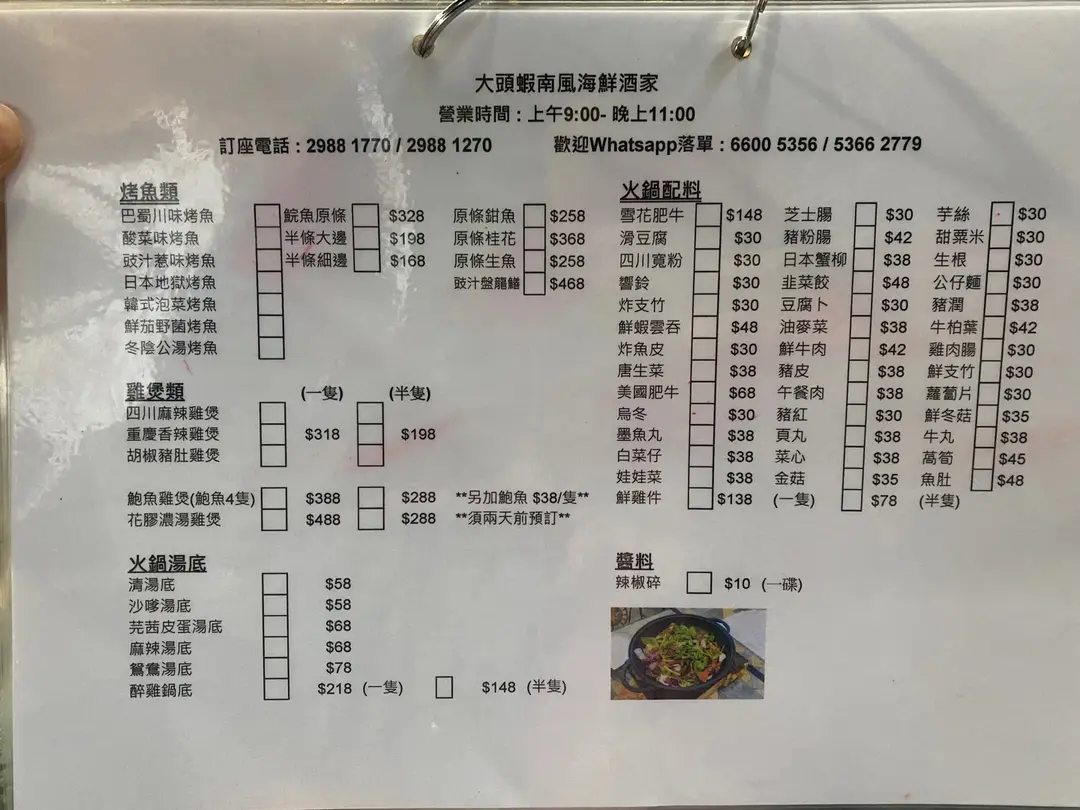 大頭蝦南風海鮮酒家
營業時間：上午9:00- 晚上11:00
訂座電話：2988 1770 / 2988 1270 歡迎Whatsapp落單：6600 5356 / 5366 2779
烤魚類
巴蜀川味烤魚 鯇魚原條 $328 原條鉗魚 $258
酸菜味烤魚 半條大邊 $198 原條桂花 $368
豉汁惹味烤魚 半條細邊 $168 原條生魚 $258
日本地獄烤魚 豉汁盤龍鱔 $468
韓式泡菜烤魚
鮮茄野菌烤魚
冬陰公湯烤魚
雞煲類 (一隻) (半隻)
四川麻辣雞煲
重慶香辣雞煲 $318 $198
胡椒豬肚雞煲
鮑魚雞煲(鮑魚4隻) $388 $288 **另加鮑魚 $38/隻**
花膠濃湯雞煲 $488 $288 **須兩天前預訂**
火鍋湯底
清湯底 $58
沙嗲湯底 $58
芫茜皮蛋湯底 $68
麻辣湯底 $68
鴛鴦湯底 $78
醉雞鍋底 $218 (一隻) $148 (半隻)
火鍋配料
雪花肥牛 $148 芝士腸 $30 芋絲 $30
滑豆腐 $30 豬粉腸 $42 甜粟米 $30
四川寬粉 $30 日本蟹柳 $38 生根 $30
響鈴 $30 韭菜餃 $48 公仔麵 $30
炸支竹 $30 豆腐卜 $30 豬潤 $38
鮮蝦雲吞 $48 油麥菜 $38 牛柏葉 $42
炸魚皮 $30 鮮牛肉 $42 雞肉腸 $30
唐生菜 $38 豬皮 $38 鮮支竹 $30
美國肥牛 $68 午餐肉 $38 蘿蔔片 $30
烏冬 $30 豬紅 $30 鮮冬菇 $35
墨魚丸 $38 貢丸 $38 牛丸 $38
白菜仔 $38 菜心 $38 萵筍 $45
娃娃菜 $38 金菇 $35 魚肚 $48
鮮雞件 $138 (一隻) $78 (半隻)
醬料
辣椒碎 $10 (一碟)